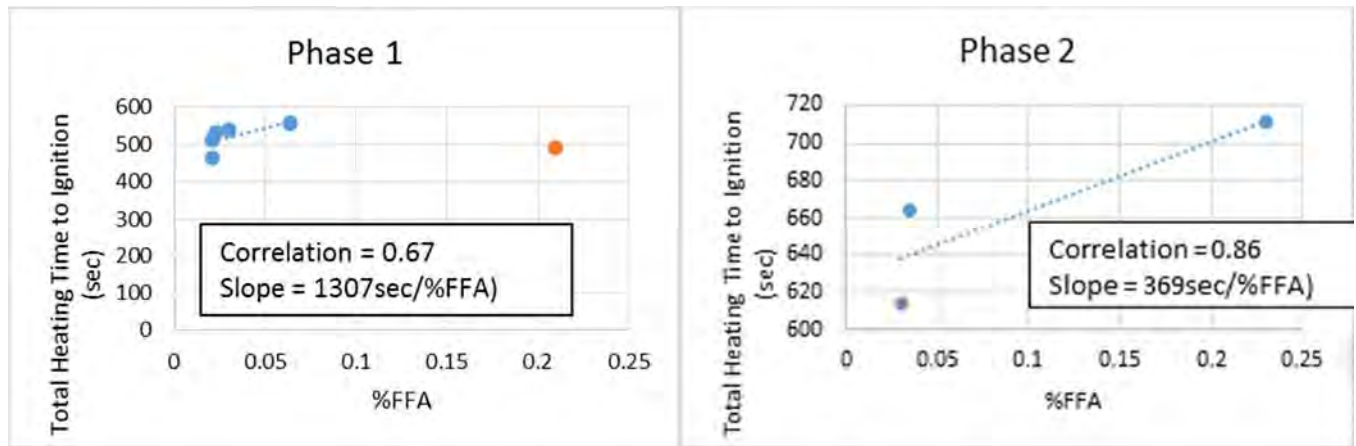 Phase 1
Total Heating Time to Ignition
(sec)
600
500
400
300
200
100
0
0
0.05
0.1
0.15
0.2
0.25
%FFA
Correlation = 0.67
Slope = 1307sec/%FFA)
Phase 2
Total Heating Time to Ignition
(sec)
720
700
680
660
640
620
600
0
0.05
0.1
0.15
0.2
0.25
%FFA
Correlation = 0.86
Slope = 369sec/%FFA)